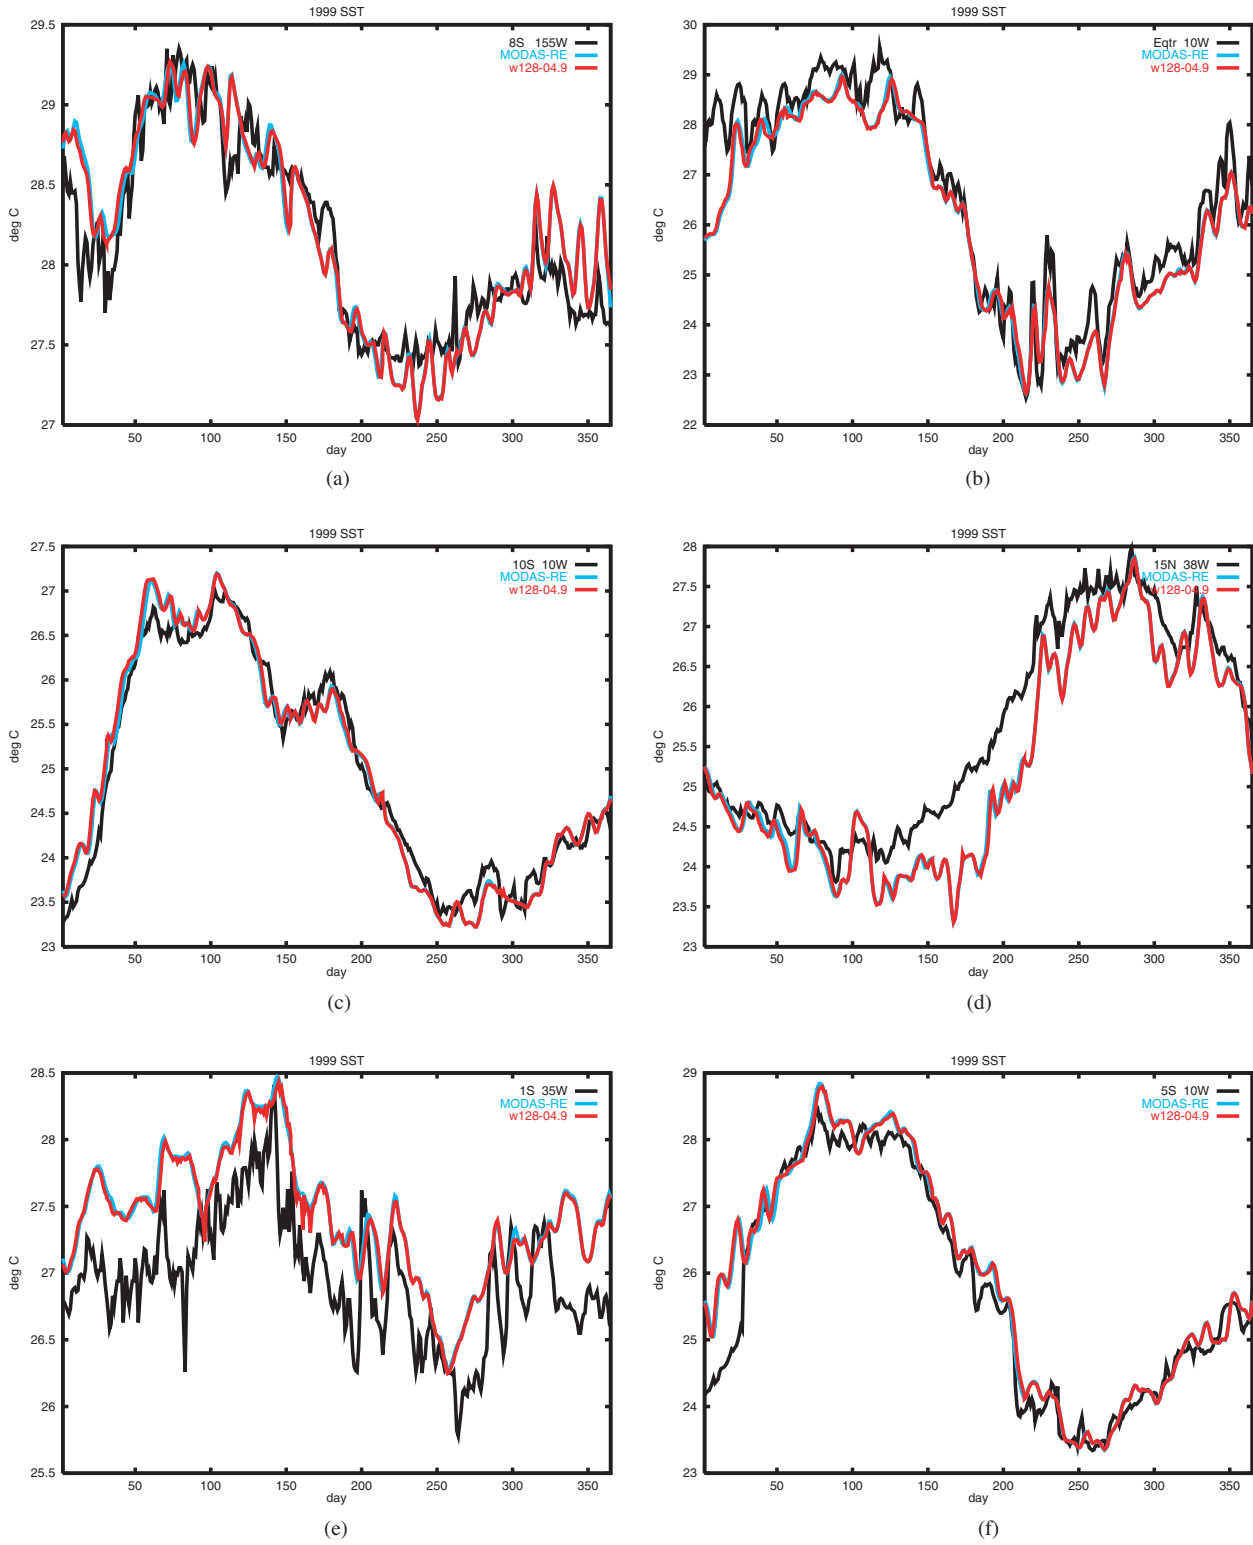 1999 SST
29.5
29
28.5
28
27.5
27
deg C
8S 155W
MODAS-RE
w128-04.9
50 100 150 200 250 300 350
day
(a)
1999 SST
30
29
28
27
26
25
24
23
22
deg C
Eqtr 10W
MODAS-RE
w128-04.9
50 100 150 200 250 300 350
day
(b)
1999 SST
27.5
27
26.5
26
25.5
25
24.5
24
23.5
23
deg C
10S 10W
MODAS-RE
w128-04.9
50 100 150 200 250 300 350
day
(c)
1999 SST
28
27.5
27
26.5
26
25.5
25
24.5
24
23.5
23
deg C
15N 38W
MODAS-RE
w128-04.9
50 100 150 200 250 300 350
day
(d)
1999 SST
28.5
28
27.5
27
26.5
26
25.5
deg C
1S 35W
MODAS-RE
w128-04.9
50 100 150 200 250 300 350
day
(e)
1999 SST
29
28
27
26
25
24
23
deg C
5S 10W
MODAS-RE
w128-04.9
50 100 150 200 250 300 350
day
(f)